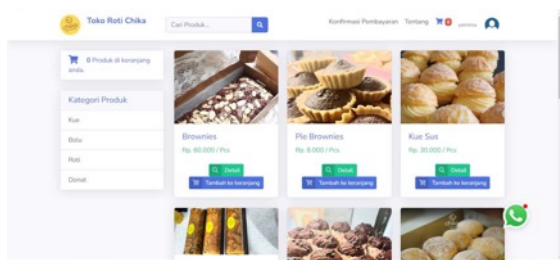 Toko Roti Chika
Cari Produk...
Konfirmasi Pembayaran
Tentang
0
0 Produk di keranjang
anda.
Kategori Produk
Kue
Bolu
Roti
Donat
Brownies
Rp. 60.000 / Pcs
Detail
Tambah ke keranjang
Pie Brownies
Rp. 8.000 / Pcs
Detail
Tambah ke keranjang
Kue Sus
Rp. 30.000 / Pcs
Detail
Tambah ke keranjang